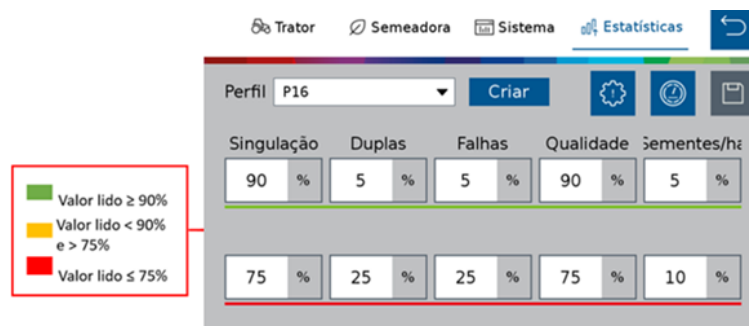 Trator Semeadora Sistema Estatísticas
Perfil P16 Criar
Singulação Duplas Falhas Qualidade Sementes/ha
90 % 5 % 5 % 90 % 5 %
Valor lido ≥ 90%
Valor lido < 90%
e > 75%
Valor lido ≤ 75%
75 % 25 % 25 % 75 % 10 %